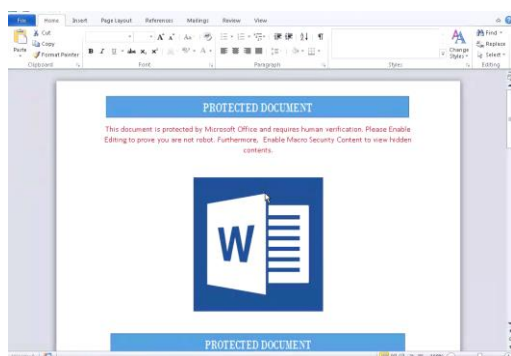 File Home Insert Page Layout References Mailings Review View
Cut
Copy
Format Painter
Paste
Clipboard
B I U abc x₂ x²
Font
Paragraph
Styles
Change
Styles
Find
Replace
Select
Editing
PROTECTED DOCUMENT
This document is protected by Microsoft Office and requires human verification. Please Enable
Editing to prove you are not robot. Furthermore, Enable Macro Security Content to view hidden
contents.
W
PROTECTED DOCUMENT